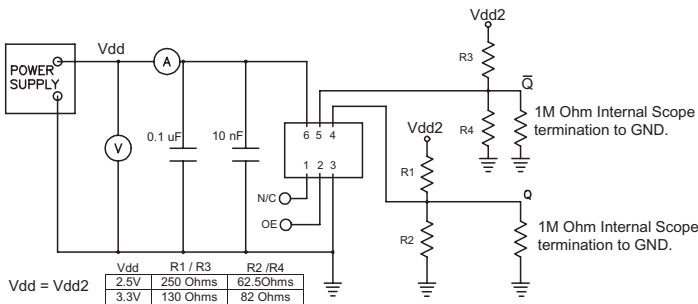 Vdd2
Vdd
R3
POWER
SUPPLY
A
Q̅
1M Ohm Internal Scope
termination to GND.
R4
0.1 uF
10 nF
6 5 4
Vdd2
V
1 2 3
R1
N/C
Q
OE
1M Ohm Internal Scope
termination to GND.
R2
Vdd = Vdd2
Vdd R1 / R3 R2 /R4
2.5V 250 Ohms 62.5Ohms
3.3V 130 Ohms 82 Ohms